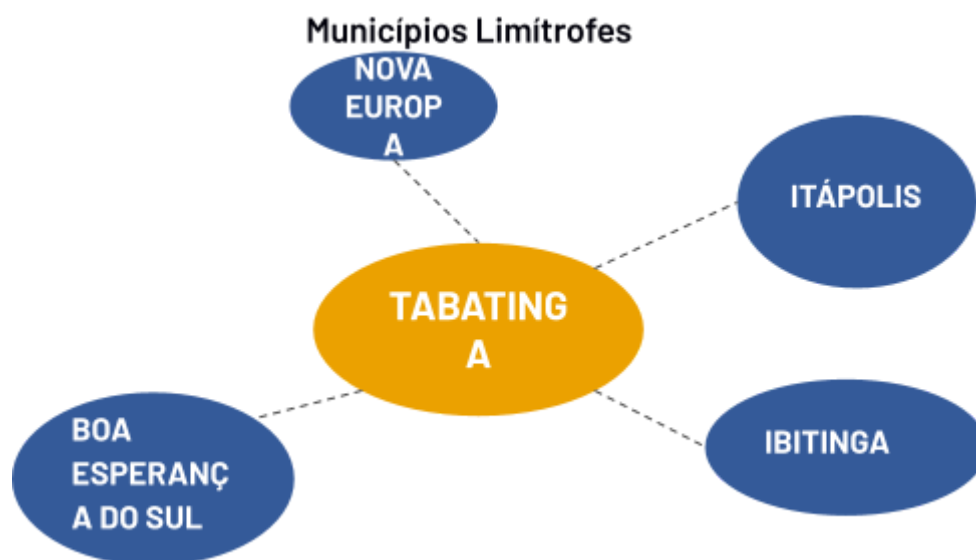 Municípios Limítrofes
NOVA
EUROP
A
ITÁPOLIS
TABATING
A
BOA
ESPERANÇ
A DO SUL
IBITINGA